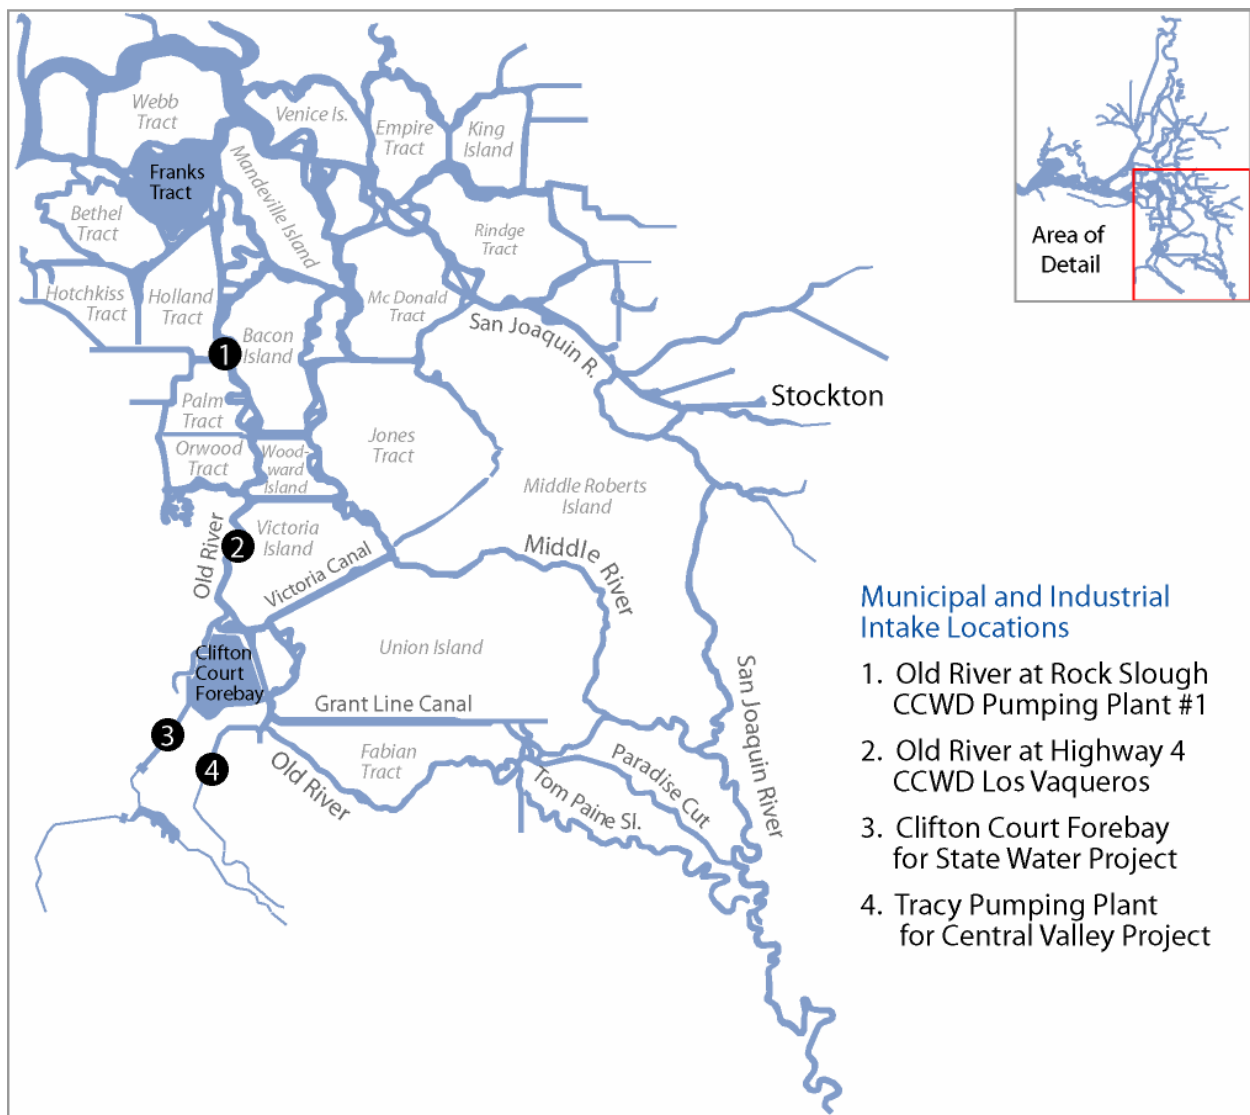 Webb
Tract
Venice Is.
Empire
Tract
King
Island
Franks
Tract
Mandeville Island
Bethel
Tract
Rindge
Tract
Hotchkiss
Tract
Holland
Tract
Mc Donald
Tract
Bacon
Island
San Joaquin R.
1
Stockton
Palm
Tract
Orwood
Tract
Wood-
ward
Island
Jones
Tract
Middle Roberts
Island
Old River
2
Victoria
Island
Victoria Canal
Middle River
Clifton
Court
Forebay
Union Island
Grant Line Canal
San Joaquin River
3
4
Old River
Fabian
Tract
Tom Paine Sl.
Paradise Cut
Area of
Detail
Municipal and Industrial
Intake Locations
1. Old River at Rock Slough
CCWD Pumping Plant #1
2. Old River at Highway 4
CCWD Los Vaqueros
3. Clifton Court Forebay
for State Water Project
4. Tracy Pumping Plant
for Central Valley Project